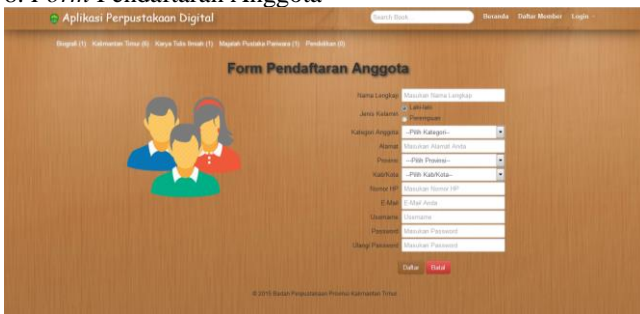 6. Form Pendaftaran Anggota
Aplikasi Perpustakaan Digital
Search Book
Beranda Daftar Member Login
Biografi (1) Kalimantan Timur (6) Karya Tulis Ilmiah (1) Majalah Pustaka Pariwara (1) Pendidikan (0)
Form Pendaftaran Anggota
Nama Lengkap Masukan Nama Lengkap
Jenis Kelamin Laki-laki
Perempuan
Kategori Anggota --Pilih Kategori--
Alamat Masukan Alamat Anda
Provinsi --Pilih Provinsi--
Kab/Kota --Pilih Kab/Kota--
Nomor HP Masukan Nomor HP
E-Mail E-Mail Anda
Username Username
Password Masukan Password
Ulangi Password Masukan Password
Daftar Batal
© 2015 Badan Perpustakaan Provinsi Kalimantan Timur